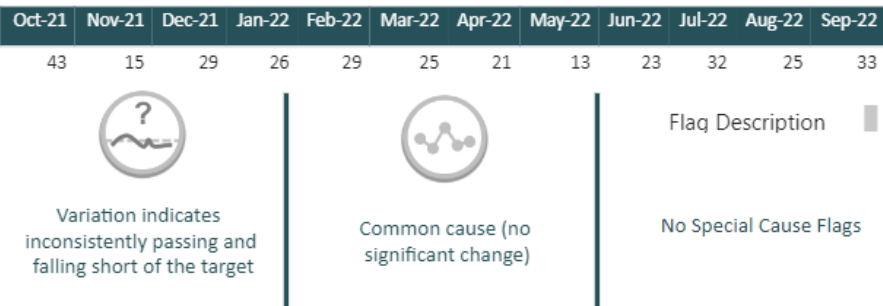 Oct-21 Nov-21 Dec-21 Jan-22 Feb-22 Mar-22 Apr-22 May-22 Jun-22 Jul-22 Aug-22 Sep-22
43 15 29 26 29 25 21 13 23 32 25 33
?
Flag Description
Variation indicates
inconsistently passing and
falling short of the target
Common cause (no
significant change)
No Special Cause Flags